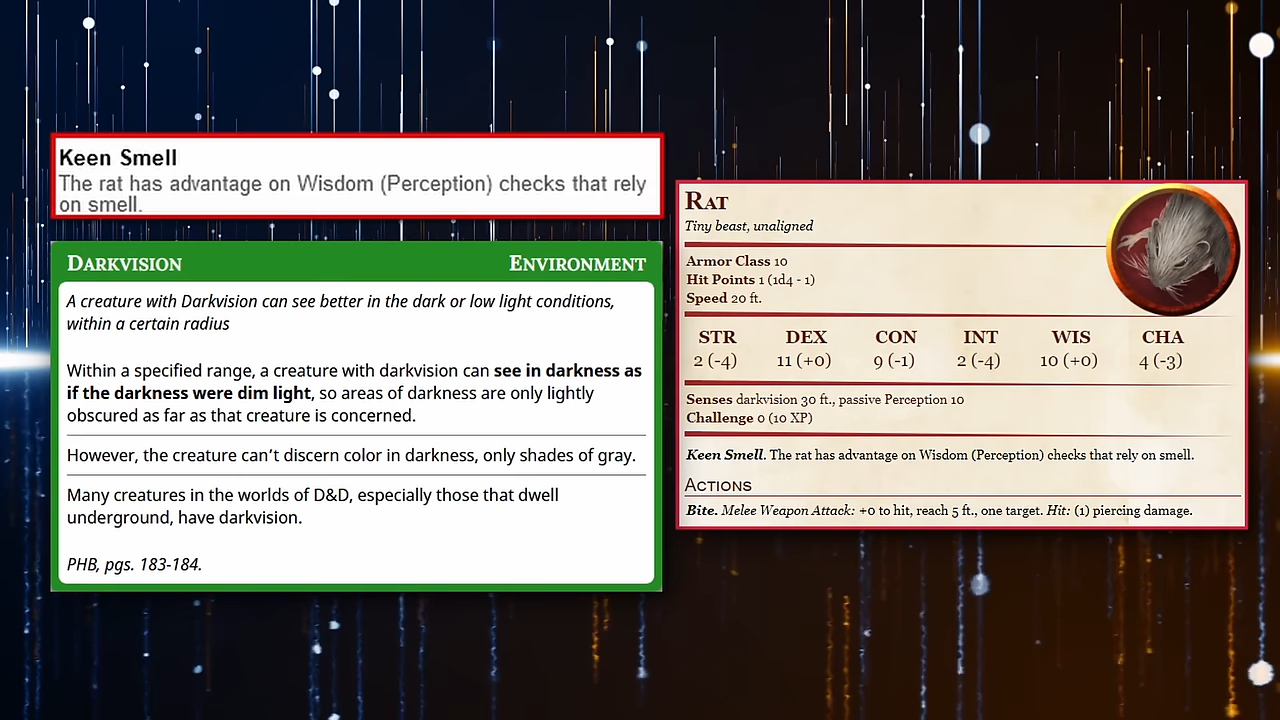 Keen Smell
The rat has advantage on Wisdom (Perception) checks that rely
on smell.
DARKVISION ENVIRONMENT
A creature with Darkvision can see better in the dark or low light conditions,
within a certain radius
Within a specified range, a creature with darkvision can see in darkness as
if the darkness were dim light, so areas of darkness are only lightly
obscured as far as that creature is concerned.
However, the creature can’t discern color in darkness, only shades of gray.
Many creatures in the worlds of D&D, especially those that dwell
underground, have darkvision.
PHB, pgs. 183-184.
RAT
Tiny beast, unaligned
Armor Class 10
Hit Points 1 (1d4 - 1)
Speed 20 ft.
STR DEX CON INT WIS CHA
2 (-4) 11 (+0) 9 (-1) 2 (-4) 10 (+0) 4 (-3)
Senses darkvision 30 ft., passive Perception 10
Challenge 0 (10 XP)
Keen Smell. The rat has advantage on Wisdom (Perception) checks that rely on smell.
ACTIONS
Bite. Melee Weapon Attack: +0 to hit, reach 5 ft., one target. Hit: (1) piercing damage.